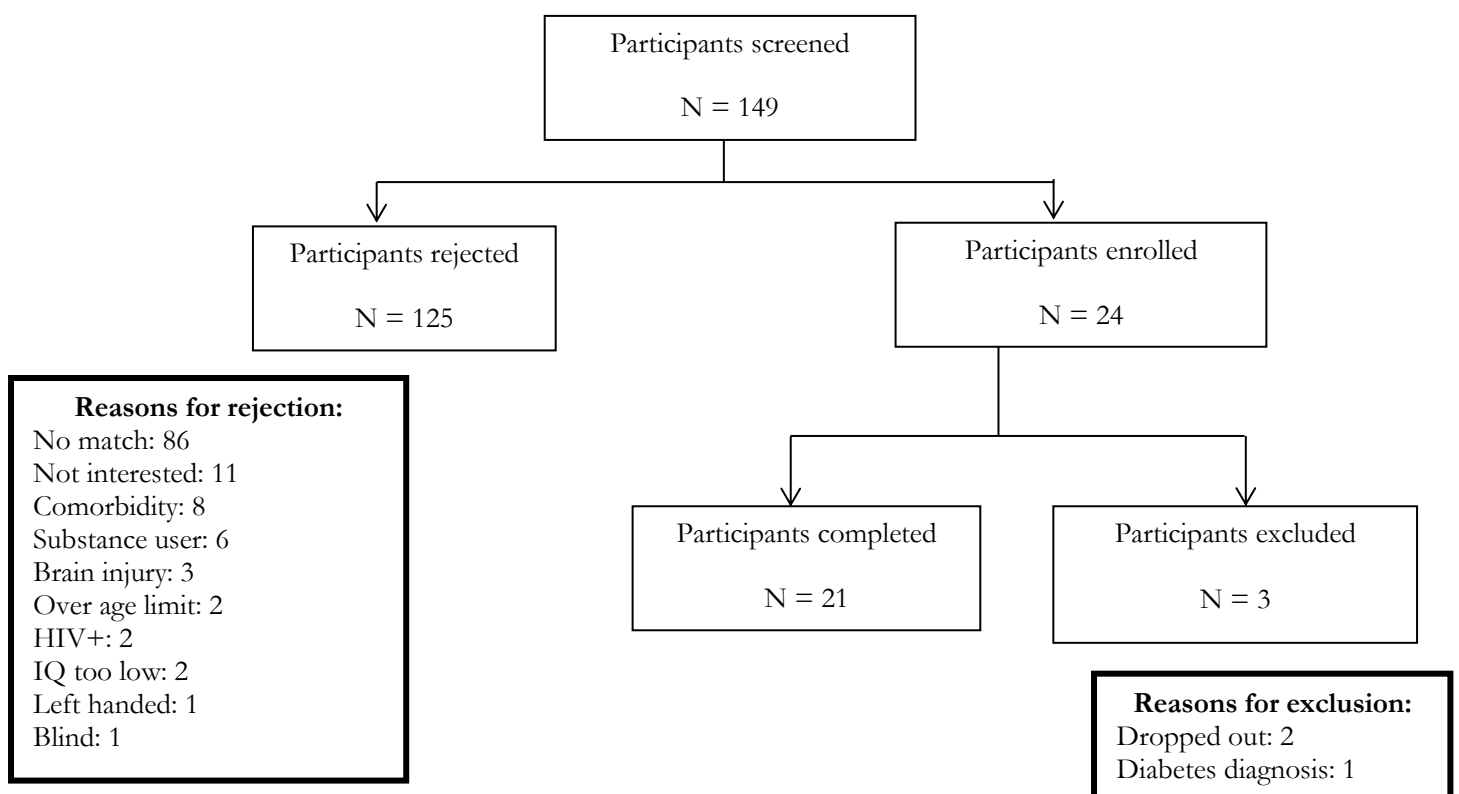 Participants screened
N = 149
Participants rejected
N = 125
Participants enrolled
N = 24
Reasons for rejection:
No match: 86
Not interested: 11
Comorbidity: 8
Substance user: 6
Brain injury: 3
Over age limit: 2
HIV+: 2
IQ too low: 2
Left handed: 1
Blind: 1
Participants completed
N = 21
Participants excluded
N = 3
Reasons for exclusion:
Dropped out: 2
Diabetes diagnosis: 1